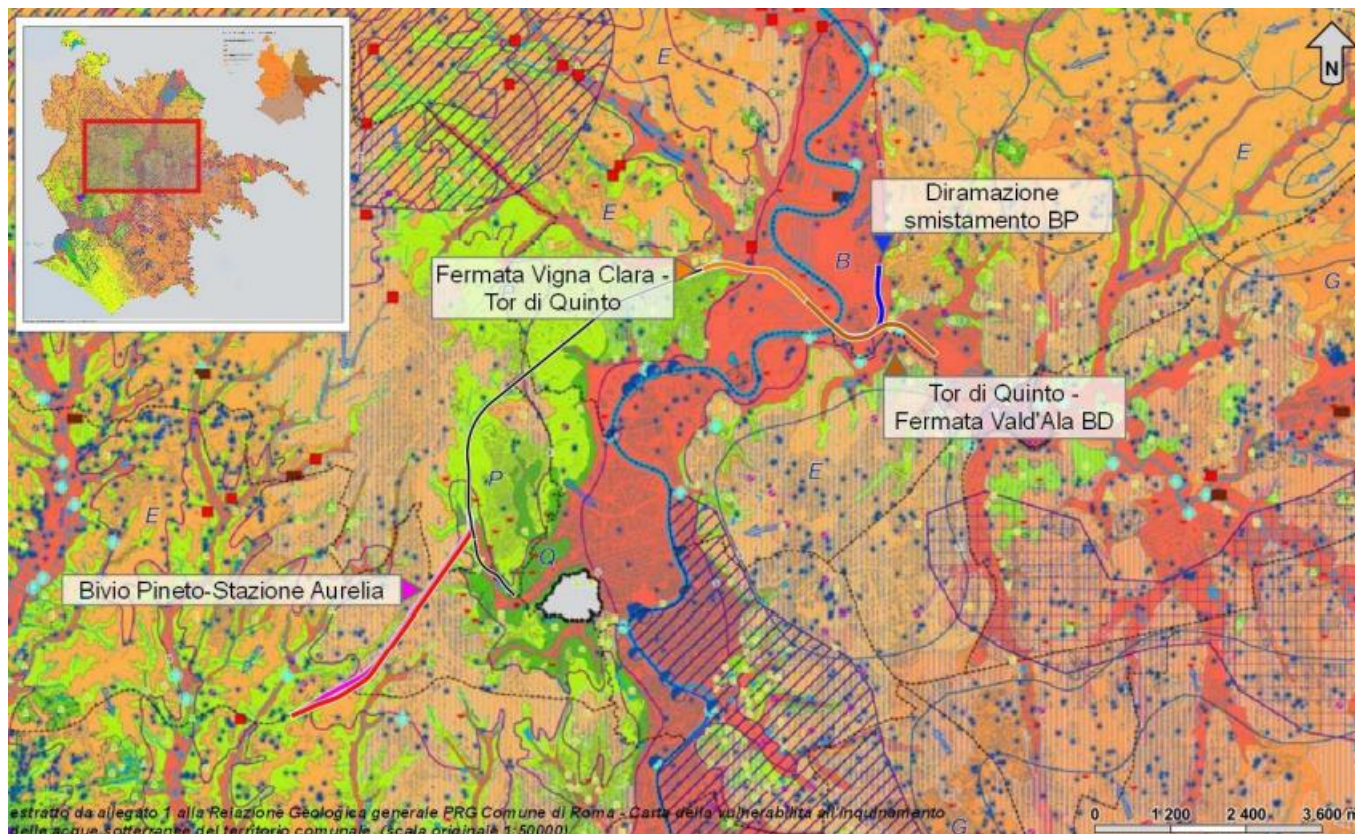 N
E
E
E
Diramazione
smistamento BP
B
G
Fermata Vigna Clara -
Tor di Quinto
Tor di Quinto -
Fermata Vald'Ala BD
P
E
E
Q
Bivio Pineto-Stazione Aurelia
estratto da allegato 1 alla Relazione Geologica generale PRG Comune di Roma - Carta della vulnerabilità all'inquinamento
delle acque sotterranee del territorio comunale (scala originale 1:50000)
G
0 1 200 2 400 3,600 m